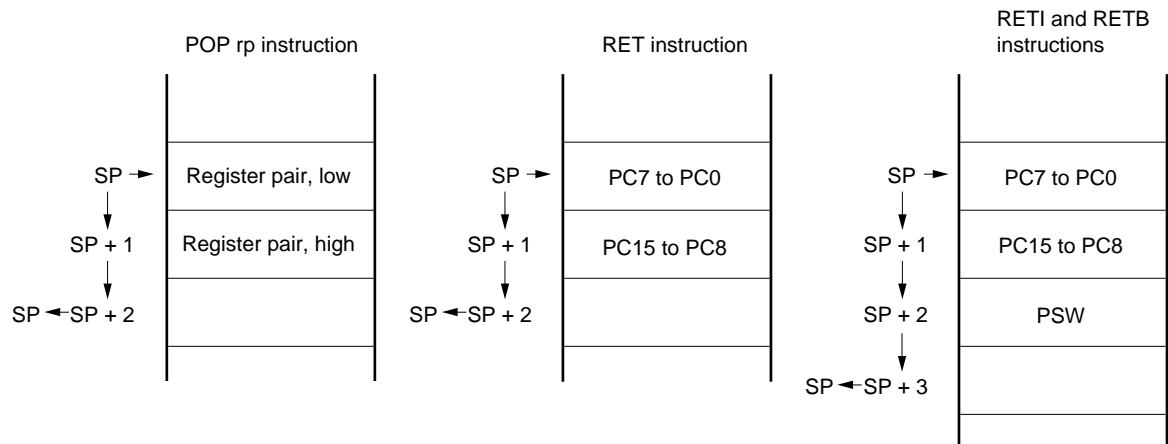 POP rp instruction
SP
Register pair, low
SP + 1
Register pair, high
SP
SP + 2
RET instruction
SP
PC7 to PC0
SP + 1
PC15 to PC8
SP
SP + 2
RETI and RETB
instructions
SP
PC7 to PC0
SP + 1
PC15 to PC8
SP + 2
PSW
SP
SP + 3